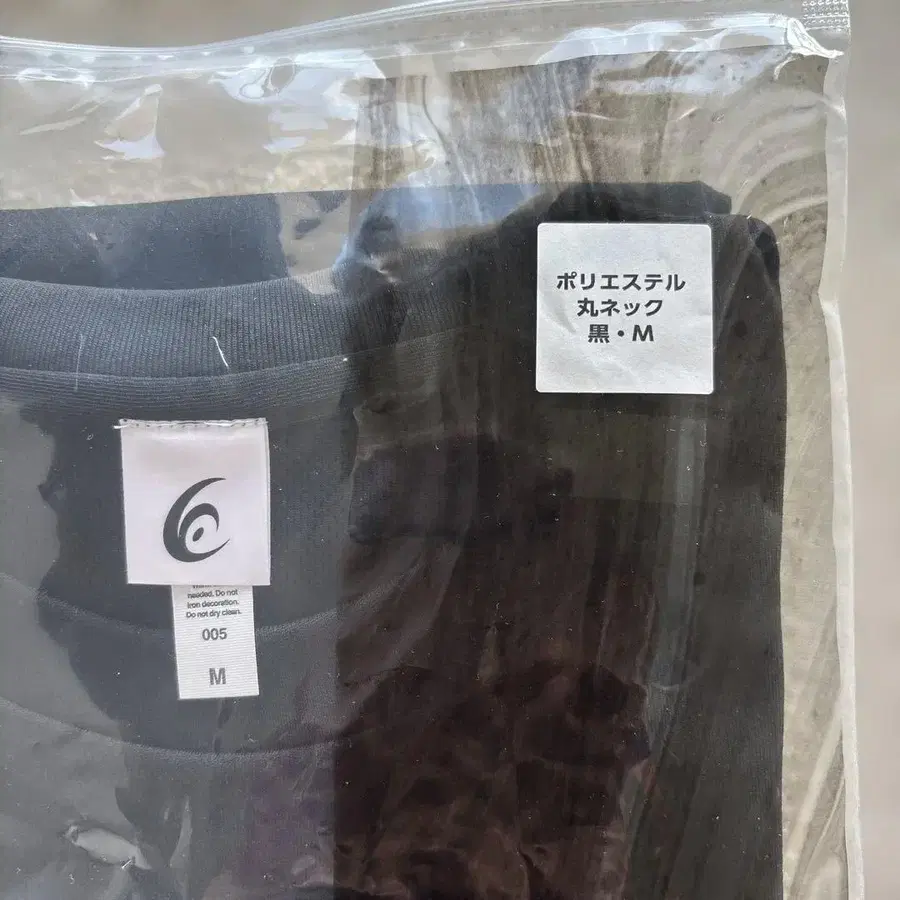 ポリエステル
丸ネック
黒・M
needed. Do not
iron decoration.
Do not dry clean.
005
M